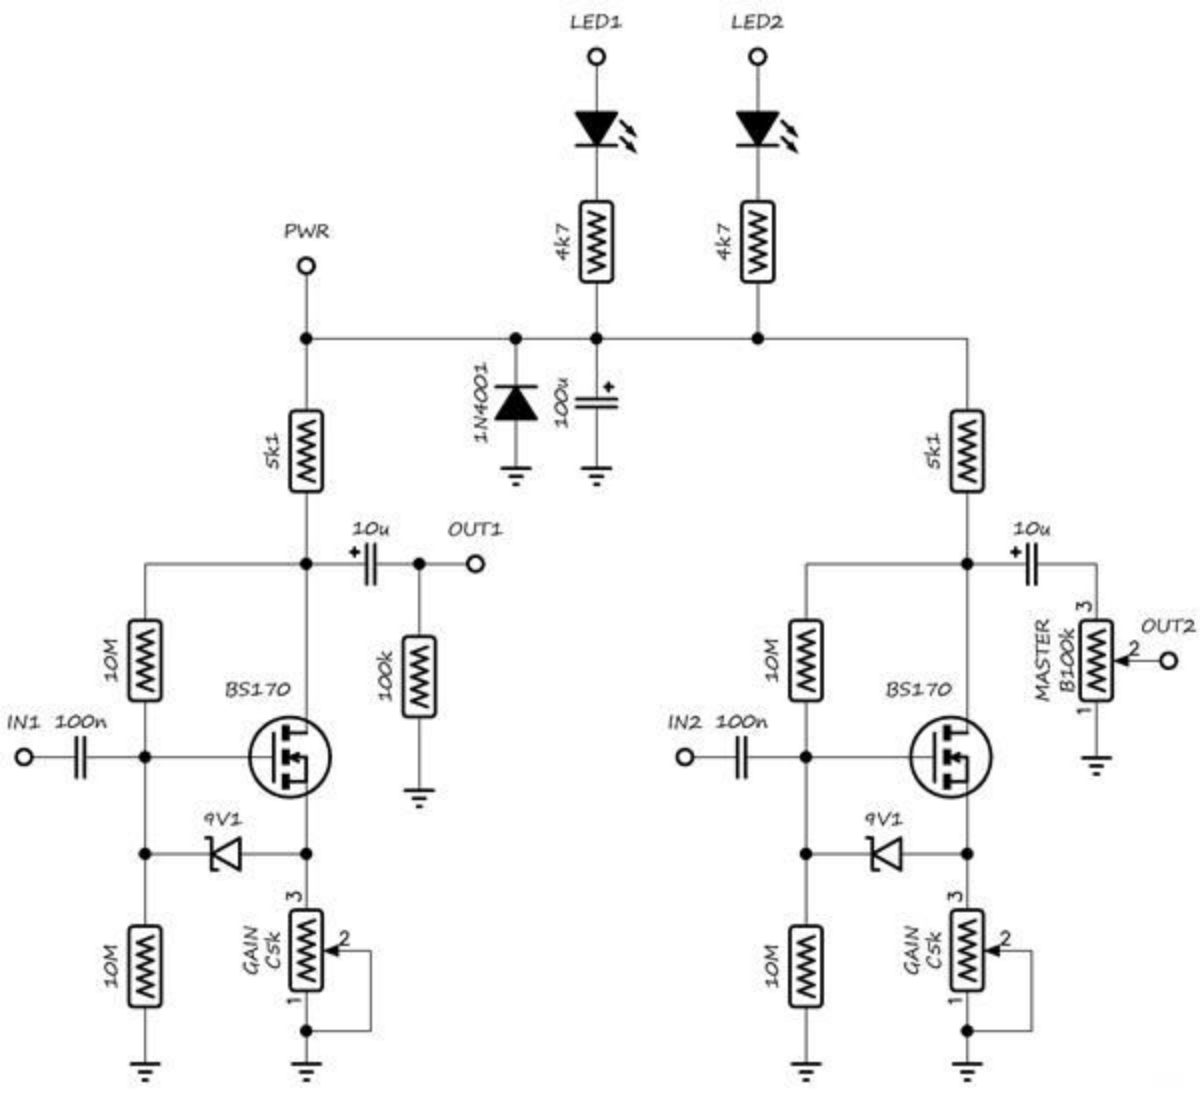 LED1
LED2
4k7
4k7
PWR
5k1
1N4001
100u
+
5k1
10u
+
OUT1
10u
+
10M
100k
BS170
IN1 100n
9V1
GAIN
C5k
3
2
1
10M
10M
BS170
IN2 100n
MASTER
B100k
3
2
1
OUT2
9V1
GAIN
C5k
3
2
1
10M